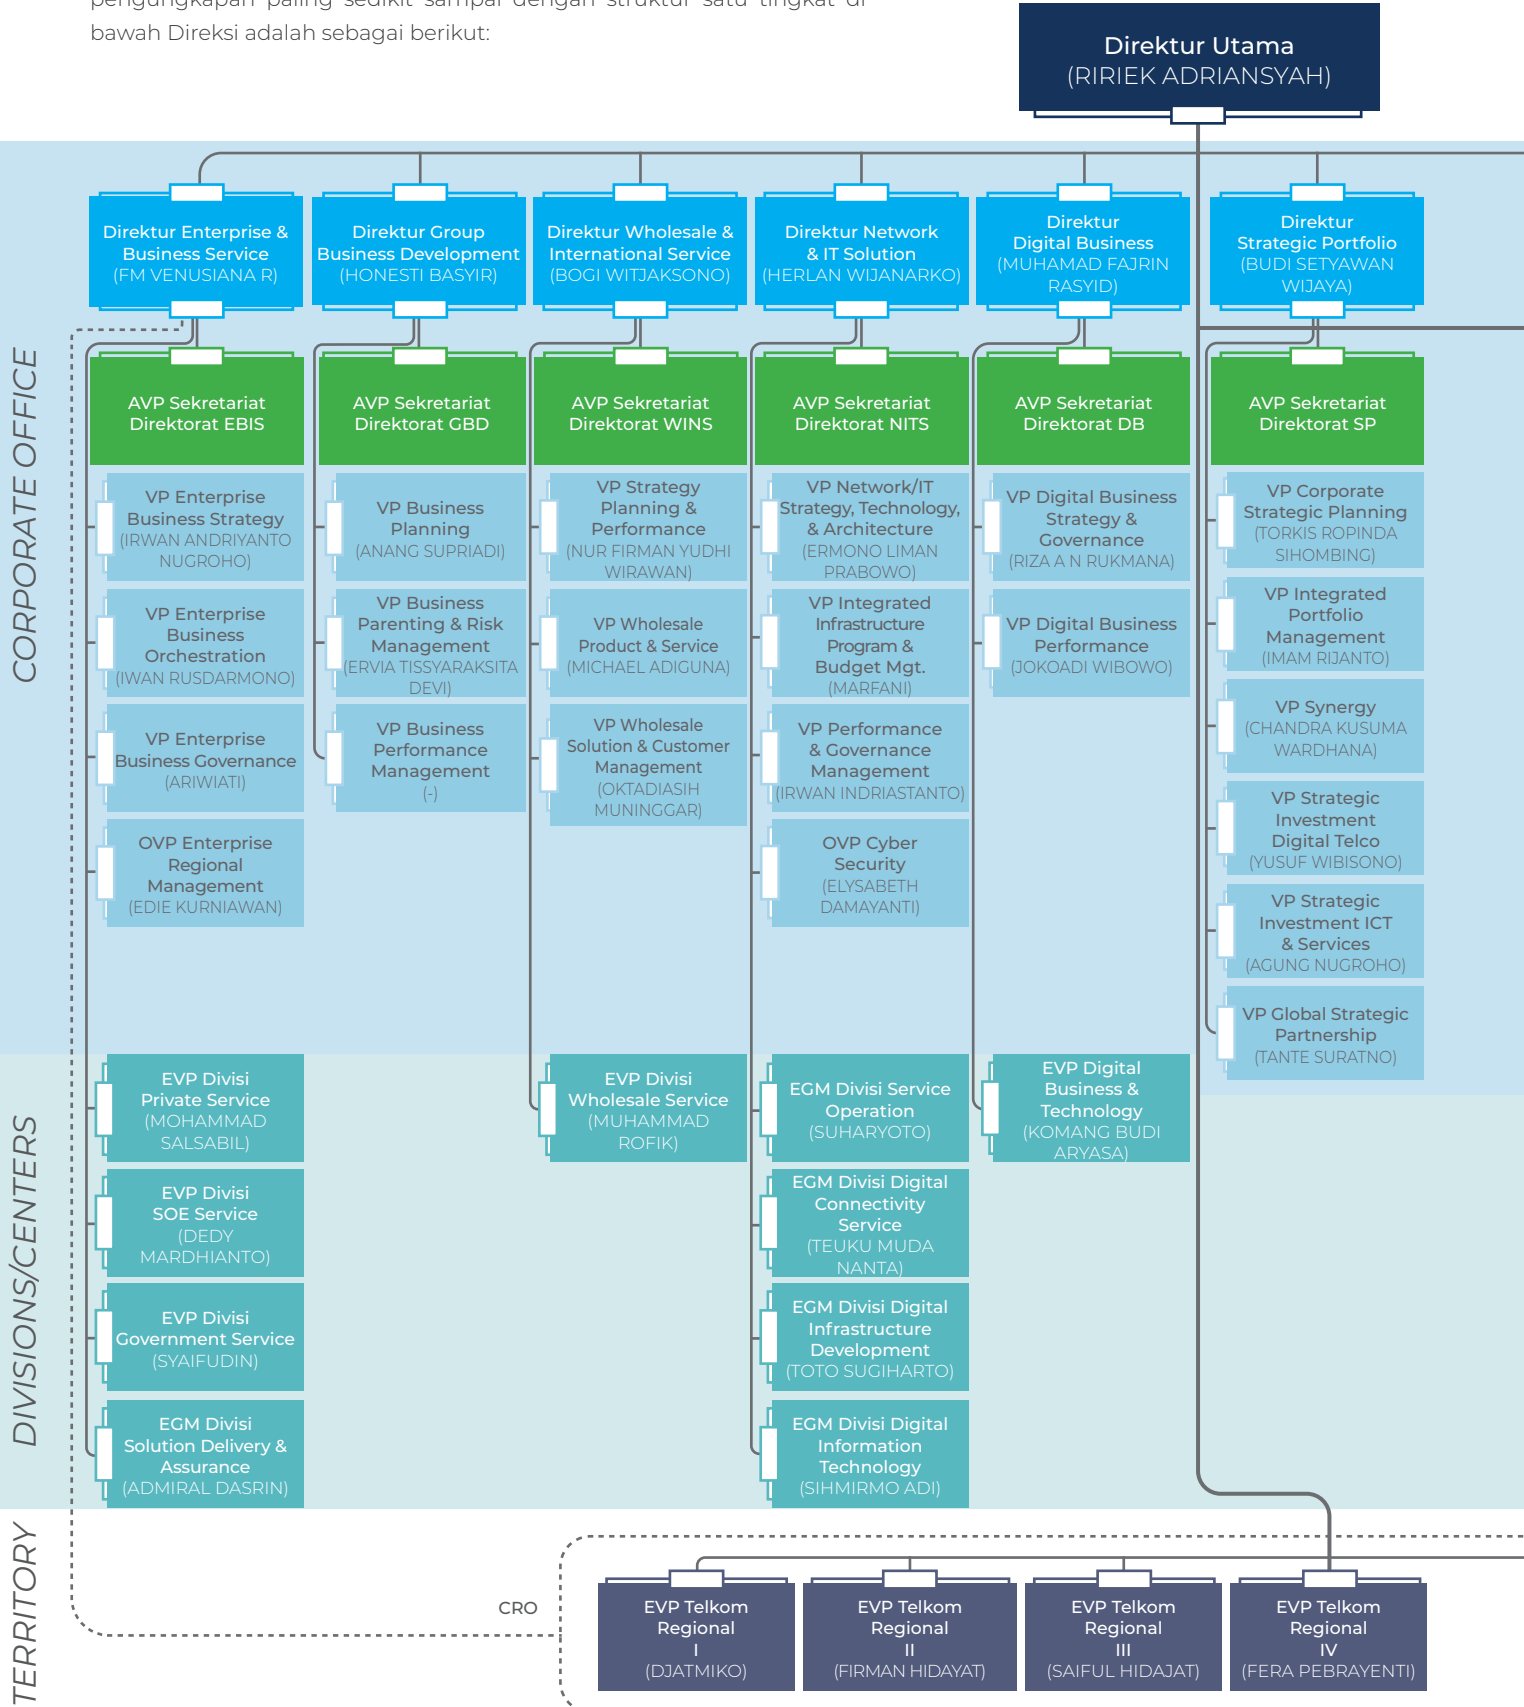 pengungkapan paling sedikit sampai dengan struktur satu tingkat di
bawah Direksi adalah sebagai berikut:
Direktur Utama
(RIRIEK ADRIANSYAH)
CORPORATE OFFICE
Direktur Enterprise &
Business Service
(FM VENUSIANA R)
Direktur Group
Business Development
(HONESTI BASYIR)
Direktur Wholesale &
International Service
(BOGI WITJAKSONO)
Direktur Network
& IT Solution
(HERLAN WIJANARKO)
Direktur
Digital Business
(MUHAMAD FAJRIN
RASYID)
Direktur
Strategic Portfolio
(BUDI SETYAWAN
WIJAYA)
AVP Sekretariat
Direktorat EBIS
AVP Sekretariat
Direktorat GBD
AVP Sekretariat
Direktorat WINS
AVP Sekretariat
Direktorat NITS
AVP Sekretariat
Direktorat DB
AVP Sekretariat
Direktorat SP
VP Enterprise
Business Strategy
(IRWAN ANDRIYANTO
NUGROHO)
VP Enterprise
Business
Orchestration
(IWAN RUSDARMONO)
VP Enterprise
Business Governance
(ARIWIATI)
OVP Enterprise
Regional
Management
(EDIE KURNIAWAN)
VP Business
Planning
(ANANG SUPRIADI)
VP Business
Parenting & Risk
Management
(ERVIA TISSYARAKSITA
DEVI)
VP Business
Performance
Management
(-)
VP Strategy
Planning &
Performance
(NUR FIRMAN YUDHI
WIRAWAN)
VP Wholesale
Product & Service
(MICHAEL ADIGUNA)
VP Wholesale
Solution & Customer
Management
(OKTADIASIH
MUNINGGAR)
VP Network/IT
Strategy, Technology,
& Architecture
(ERMONO LIMAN
PRABOWO)
VP Integrated
Infrastructure
Program &
Budget Mgt.
(MARFANI)
VP Performance
& Governance
Management
(IRWAN INDRIASTANTO)
OVP Cyber
Security
(ELYSABETH
DAMAYANTI)
VP Digital Business
Strategy &
Governance
(RIZA A N RUKMANA)
VP Digital Business
Performance
(JOKOADI WIBOWO)
VP Corporate
Strategic Planning
(TORKIS ROPINDA
SIHOMBING)
VP Integrated
Portfolio
Management
(IMAM RIJANTO)
VP Synergy
(CHANDRA KUSUMA
WARDHANA)
VP Strategic
Investment
Digital Telco
(YUSUF WIBISONO)
VP Strategic
Investment ICT
& Services
(AGUNG NUGROHO)
VP Global Strategic
Partnership
(TANTE SURATNO)
DIVISIONS/CENTERS
EVP Divisi
Private Service
(MOHAMMAD
SALSABIL)
EVP Divisi
SOE Service
(DEDY
MARDHIANTO)
EVP Divisi
Government Service
(SYAIFUDIN)
EGM Divisi
Solution Delivery &
Assurance
(ADMIRAL DASRIN)
EVP Divisi
Wholesale Service
(MUHAMMAD
ROFIK)
EGM Divisi Service
Operation
(SUHARYOTO)
EGM Divisi Digital
Connectivity
Service
(TEUKU MUDA
NANTA)
EGM Divisi Digital
Infrastructure
Development
(TOTO SUGIHARTO)
EGM Divisi Digital
Information
Technology
(SIHMIRMO ADI)
EVP Digital
Business &
Technology
(KOMANG BUDI
ARYASA)
TERRITORY
CRO
EVP Telkom
Regional
I
(DJATMIKO)
EVP Telkom
Regional
II
(FIRMAN HIDAYAT)
EVP Telkom
Regional
III
(SAIFUL HIDAJAT)
EVP Telkom
Regional
IV
(FERA PEBRAYENTI)